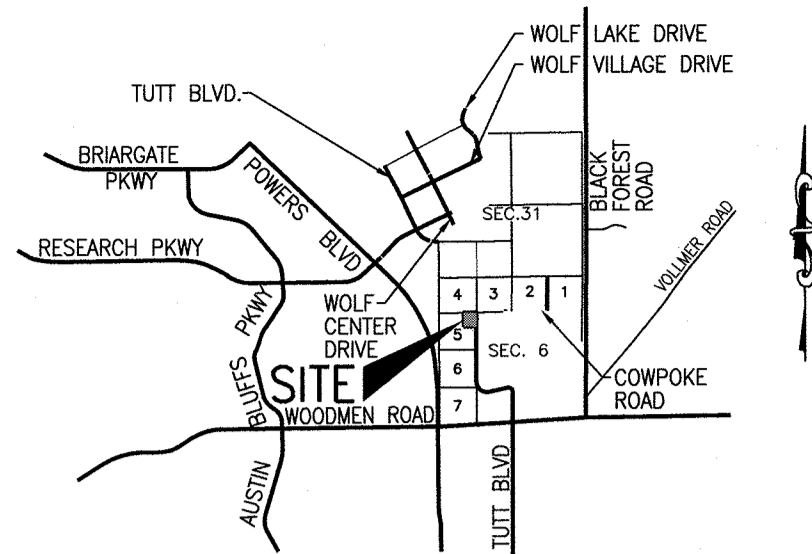 WOLF LAKE DRIVE
WOLF VILLAGE DRIVE
TUTT BLVD.
BRIARGATE
PKWY
POWERS BLVD
BLACK
FOREST
ROAD
SEC.31
VOLLMER ROAD
RESEARCH PKWY
4 3 2 1
WOLF
CENTER
DRIVE
5
SEC. 6
6
SITE
COWPOKE
ROAD
7
WOODMEN ROAD
AUSTIN BLUFFS PKWY
TUTT BLVD